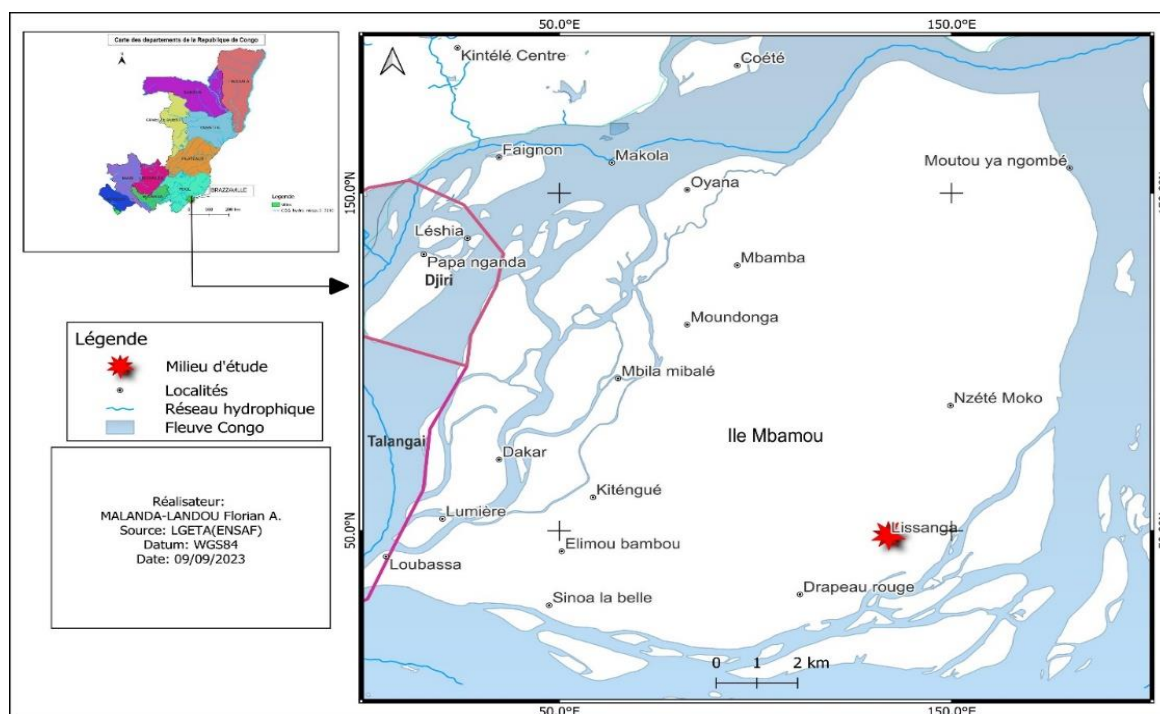 Carte des departements de la Republique de Congo
BRAZZAVILLE
Légende
Légende
Milieu d'étude
Localités
Réseau hydrophique
Fleuve Congo
Réalisateur:
MALANDA-LANDOU Florian A.
Source: LGETA(ENSAF)
Datum: WGS84
Date: 09/09/2023
50.0°E
150.0°E
150.0°N
50.0°N
Kintélé Centre
Coété
Faignon
Makola
Moutou ya ngombé
Oyana
Léshia
Papa nganda
Djiri
Mbamba
Moundonga
Mbila mibalé
Nzété Moko
Ile Mbamou
Talangai
Dakar
Kiténgué
Lumière
Lissanga
Elimou bambou
Loubassa
Drapeau rouge
Sinoa la belle
0 1 2 km
50.0°E
150.0°E
50.0°N